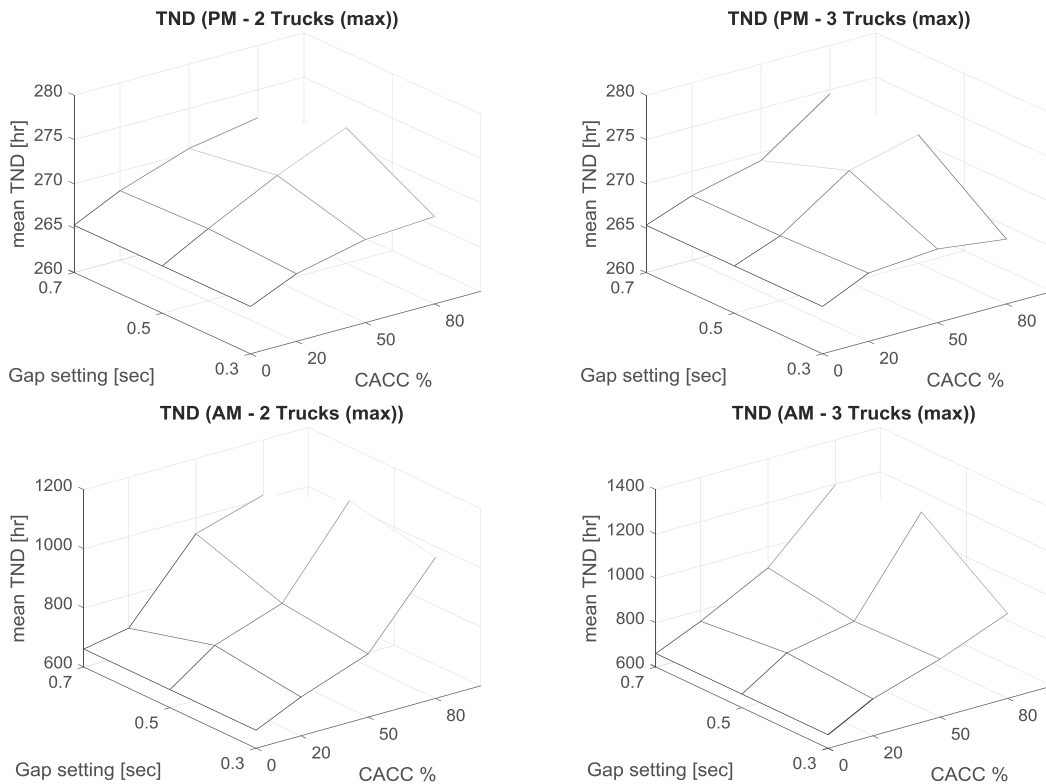 TND (PM - 2 Trucks (max))
280
275
270
265
260
mean TND [hr]
0.7
0.5
0.3
Gap setting [sec]
0
20
50
80
CACC %
TND (PM - 3 Trucks (max))
280
275
270
265
260
mean TND [hr]
0.7
0.5
0.3
Gap setting [sec]
0
20
50
80
CACC %
TND (AM - 2 Trucks (max))
1200
1000
800
600
mean TND [hr]
0.7
0.5
0.3
Gap setting [sec]
0
20
50
80
CACC %
TND (AM - 3 Trucks (max))
1400
1200
1000
800
600
mean TND [hr]
0.7
0.5
0.3
Gap setting [sec]
0
20
50
80
CACC %